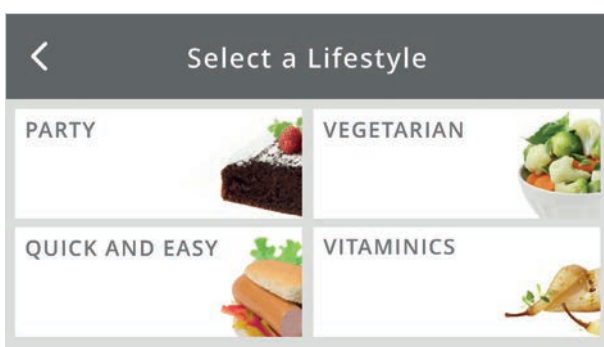 Select a Lifestyle
PARTY
VEGETARIAN
QUICK AND EASY
VITAMINICS